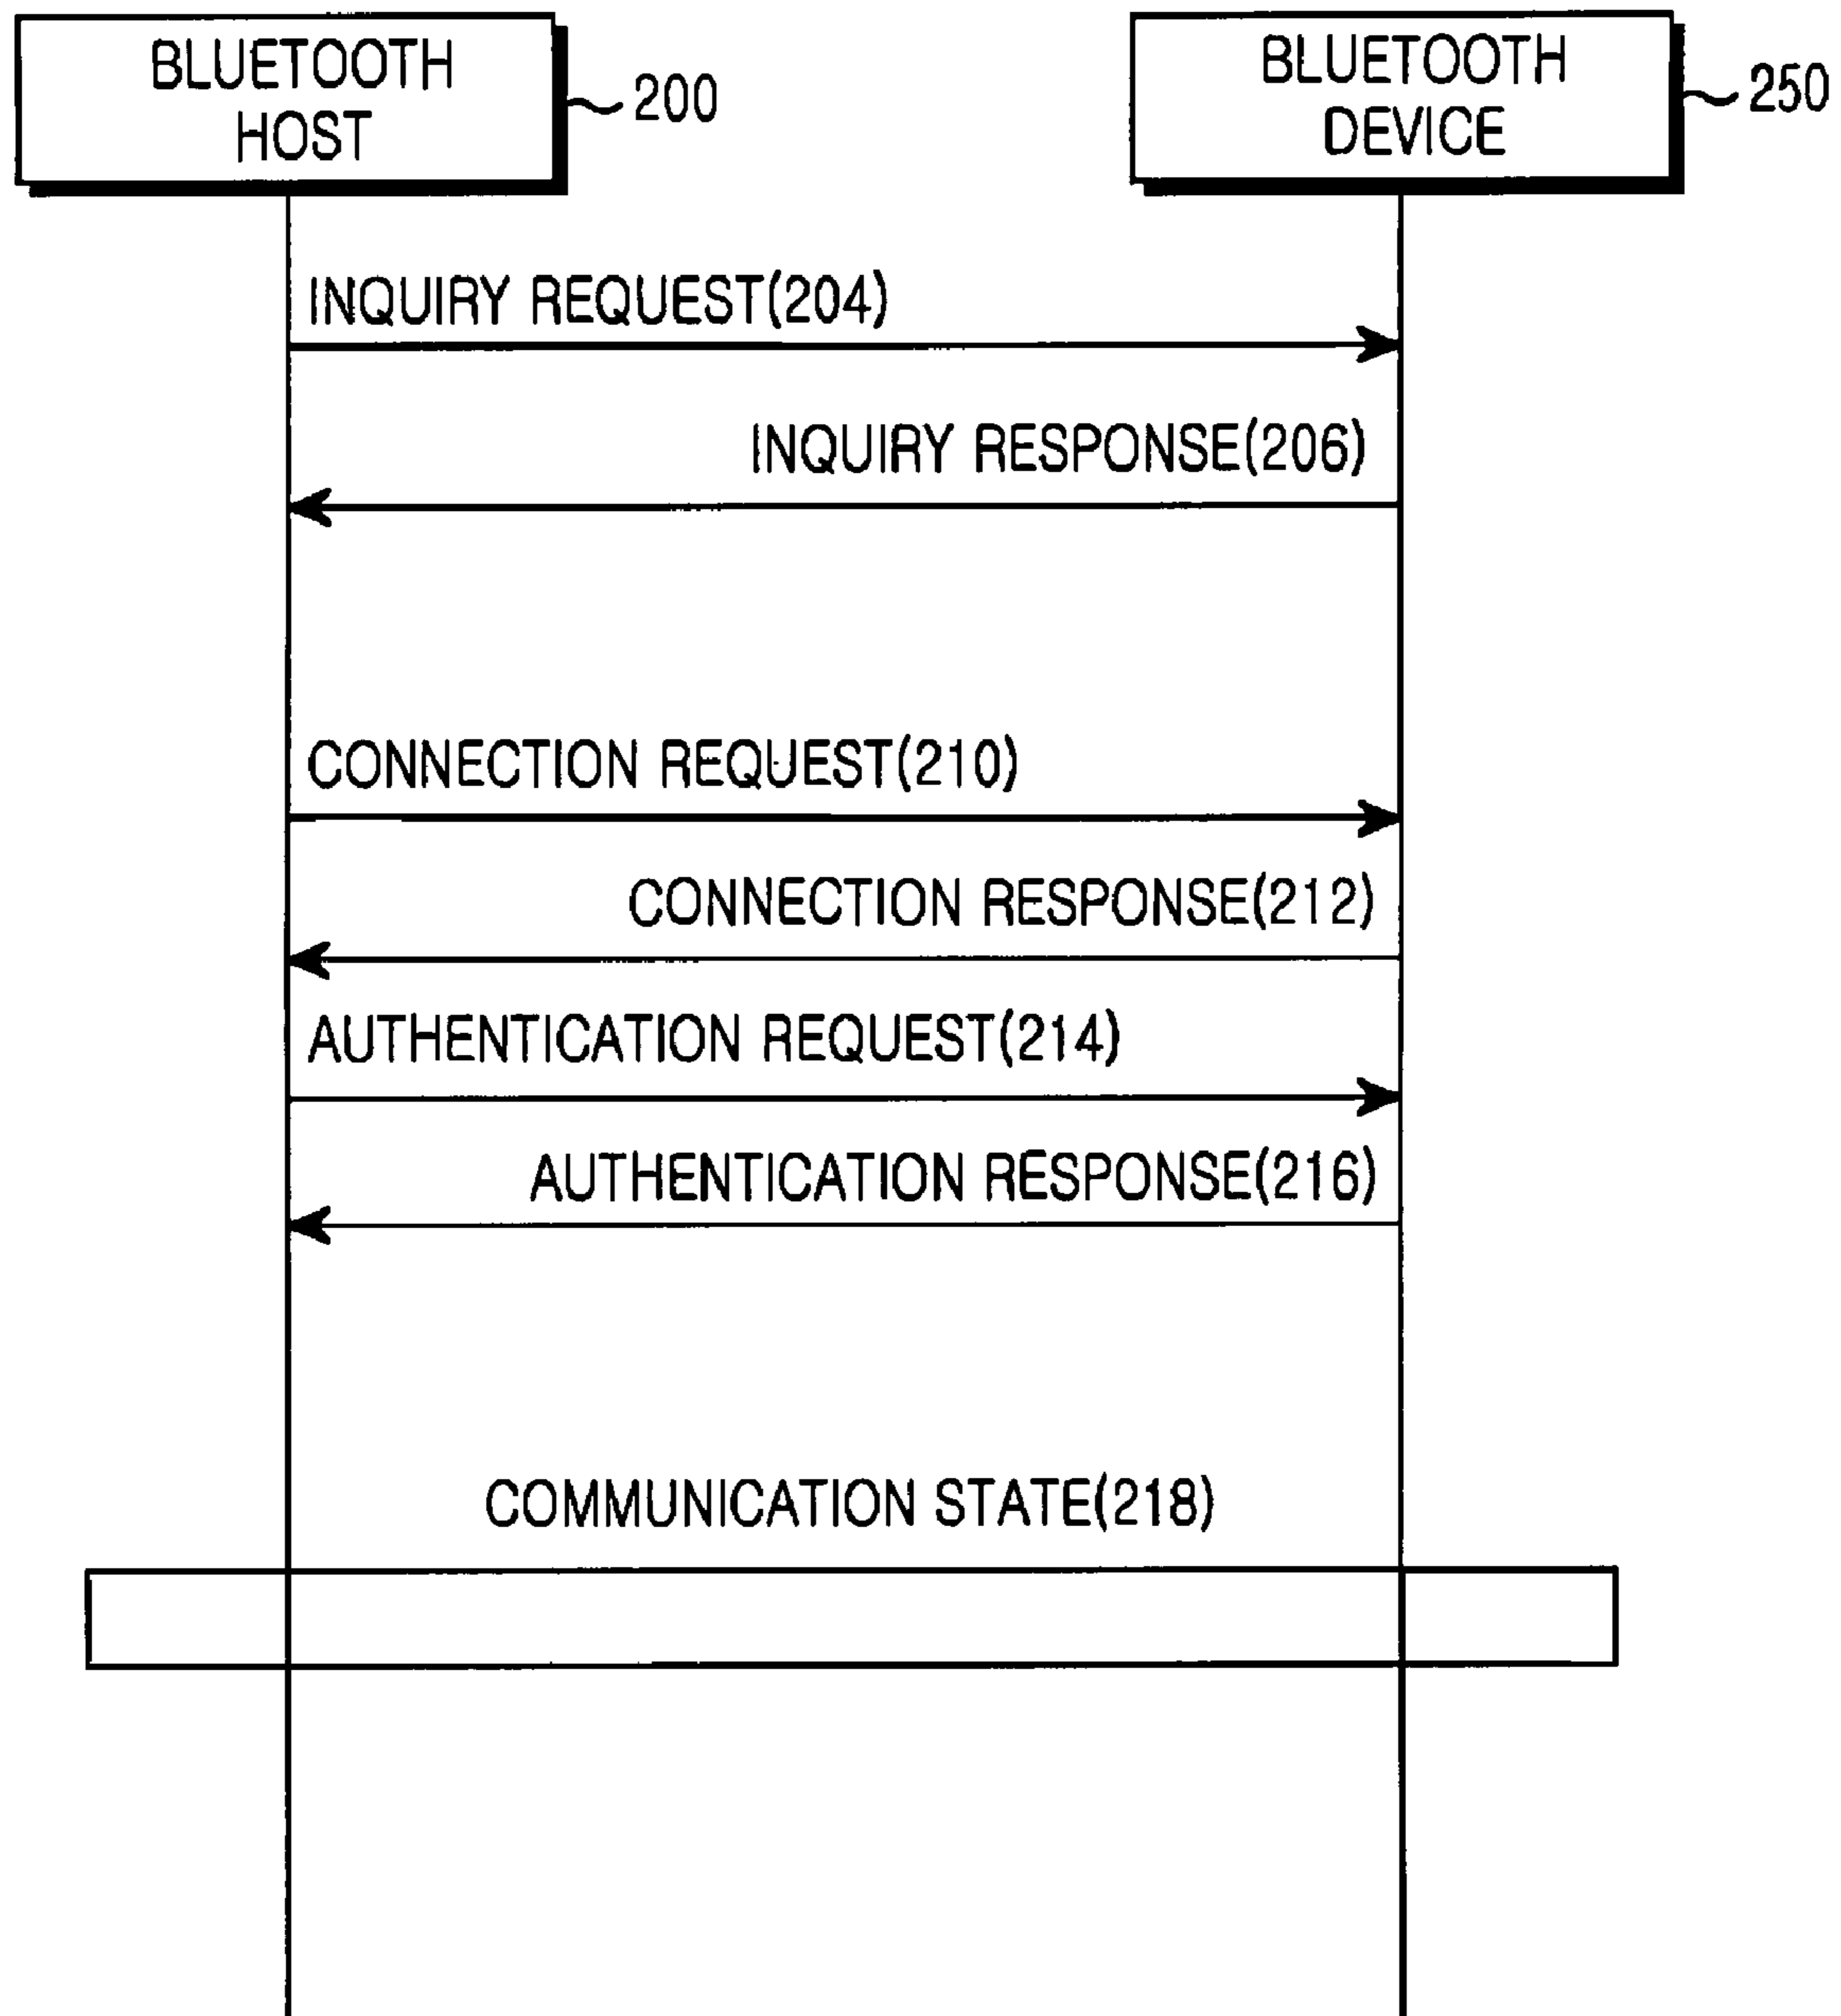 BLUETOOTH
HOST
200
BLUETOOTH
DEVICE
250
INQUIRY REQUEST(204)
INQUIRY RESPONSE(206)
CONNECTION REQUEST(210)
CONNECTION RESPONSE(212)
AUTHENTICATION REQUEST(214)
AUTHENTICATION RESPONSE(216)
COMMUNICATION STATE(218)